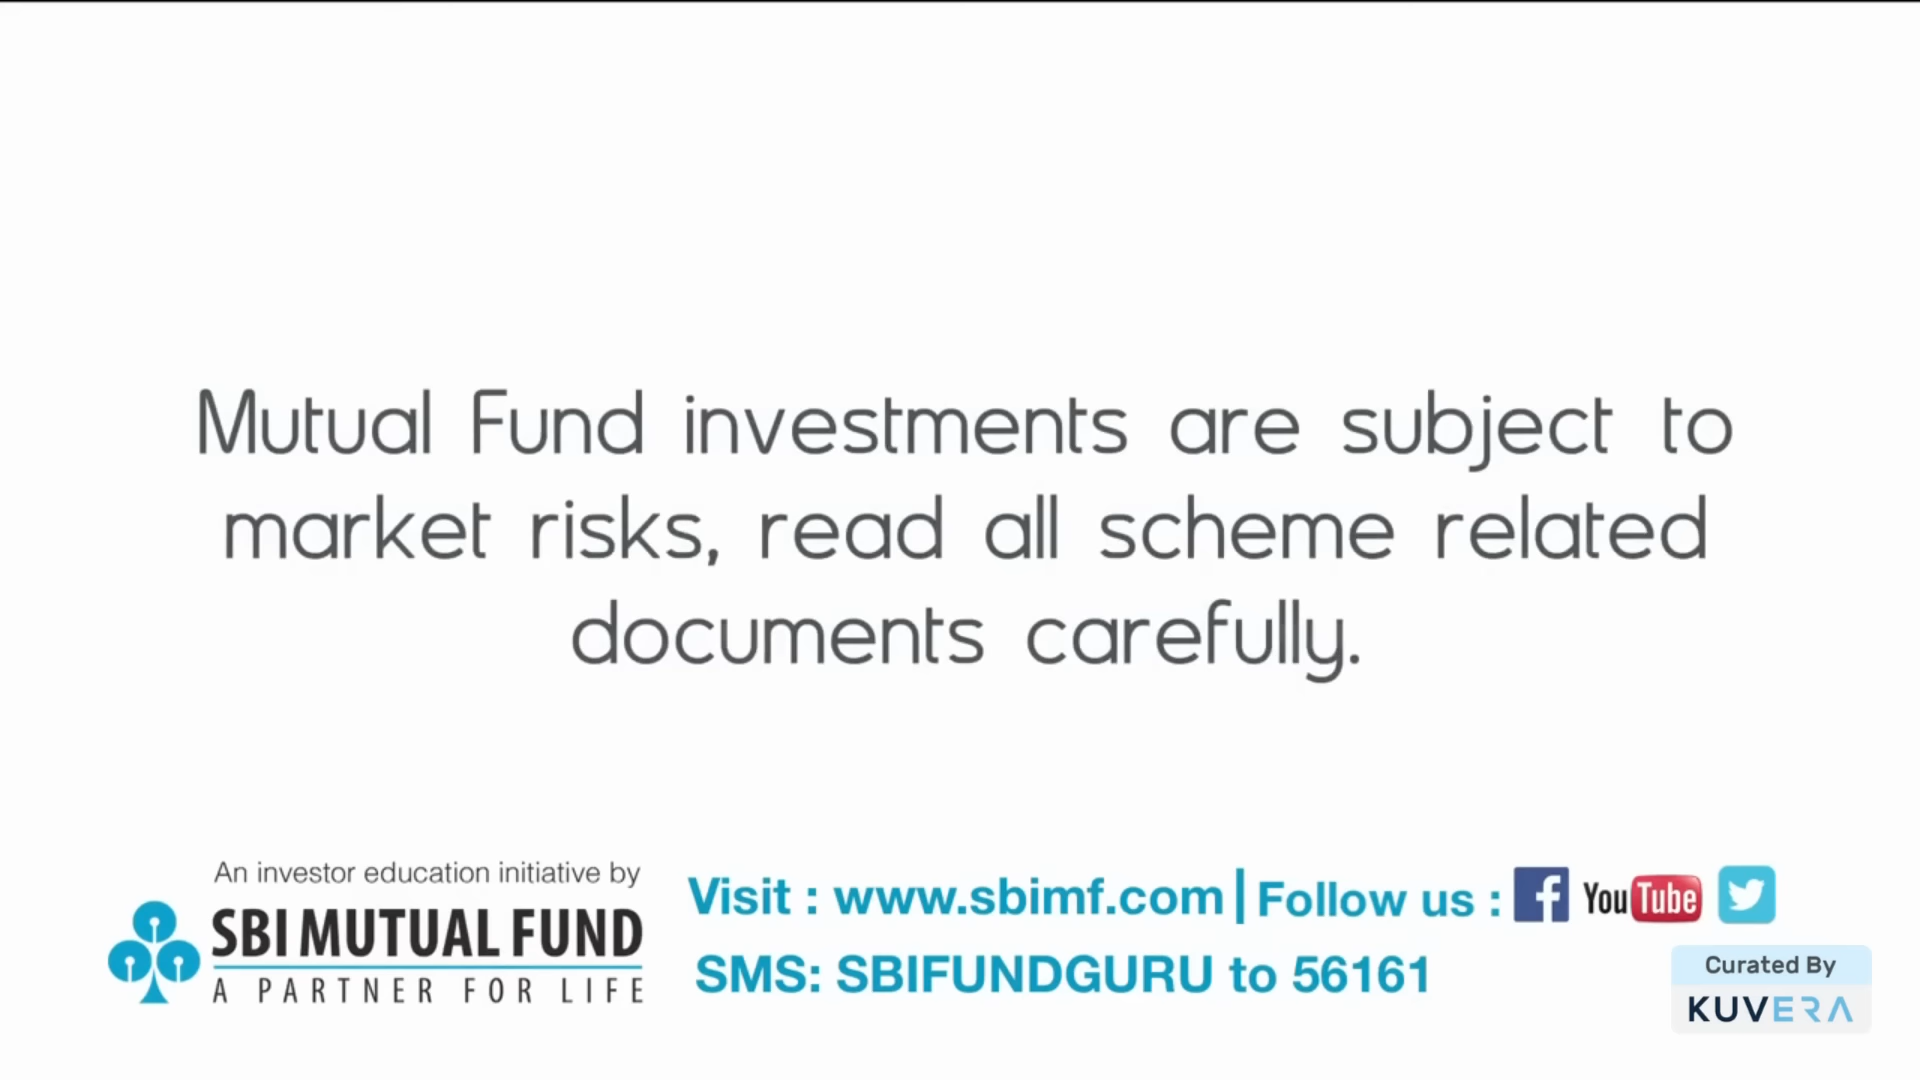 Mutual Fund investments are subject to
market risks, read all scheme related
documents carefully.
An investor education initiative by
SBI MUTUAL FUND
A PARTNER FOR LIFE
Visit : www.sbimf.com | Follow us : f YouTube
SMS: SBIFUNDGURU to 56161
Curated By
KUVERA